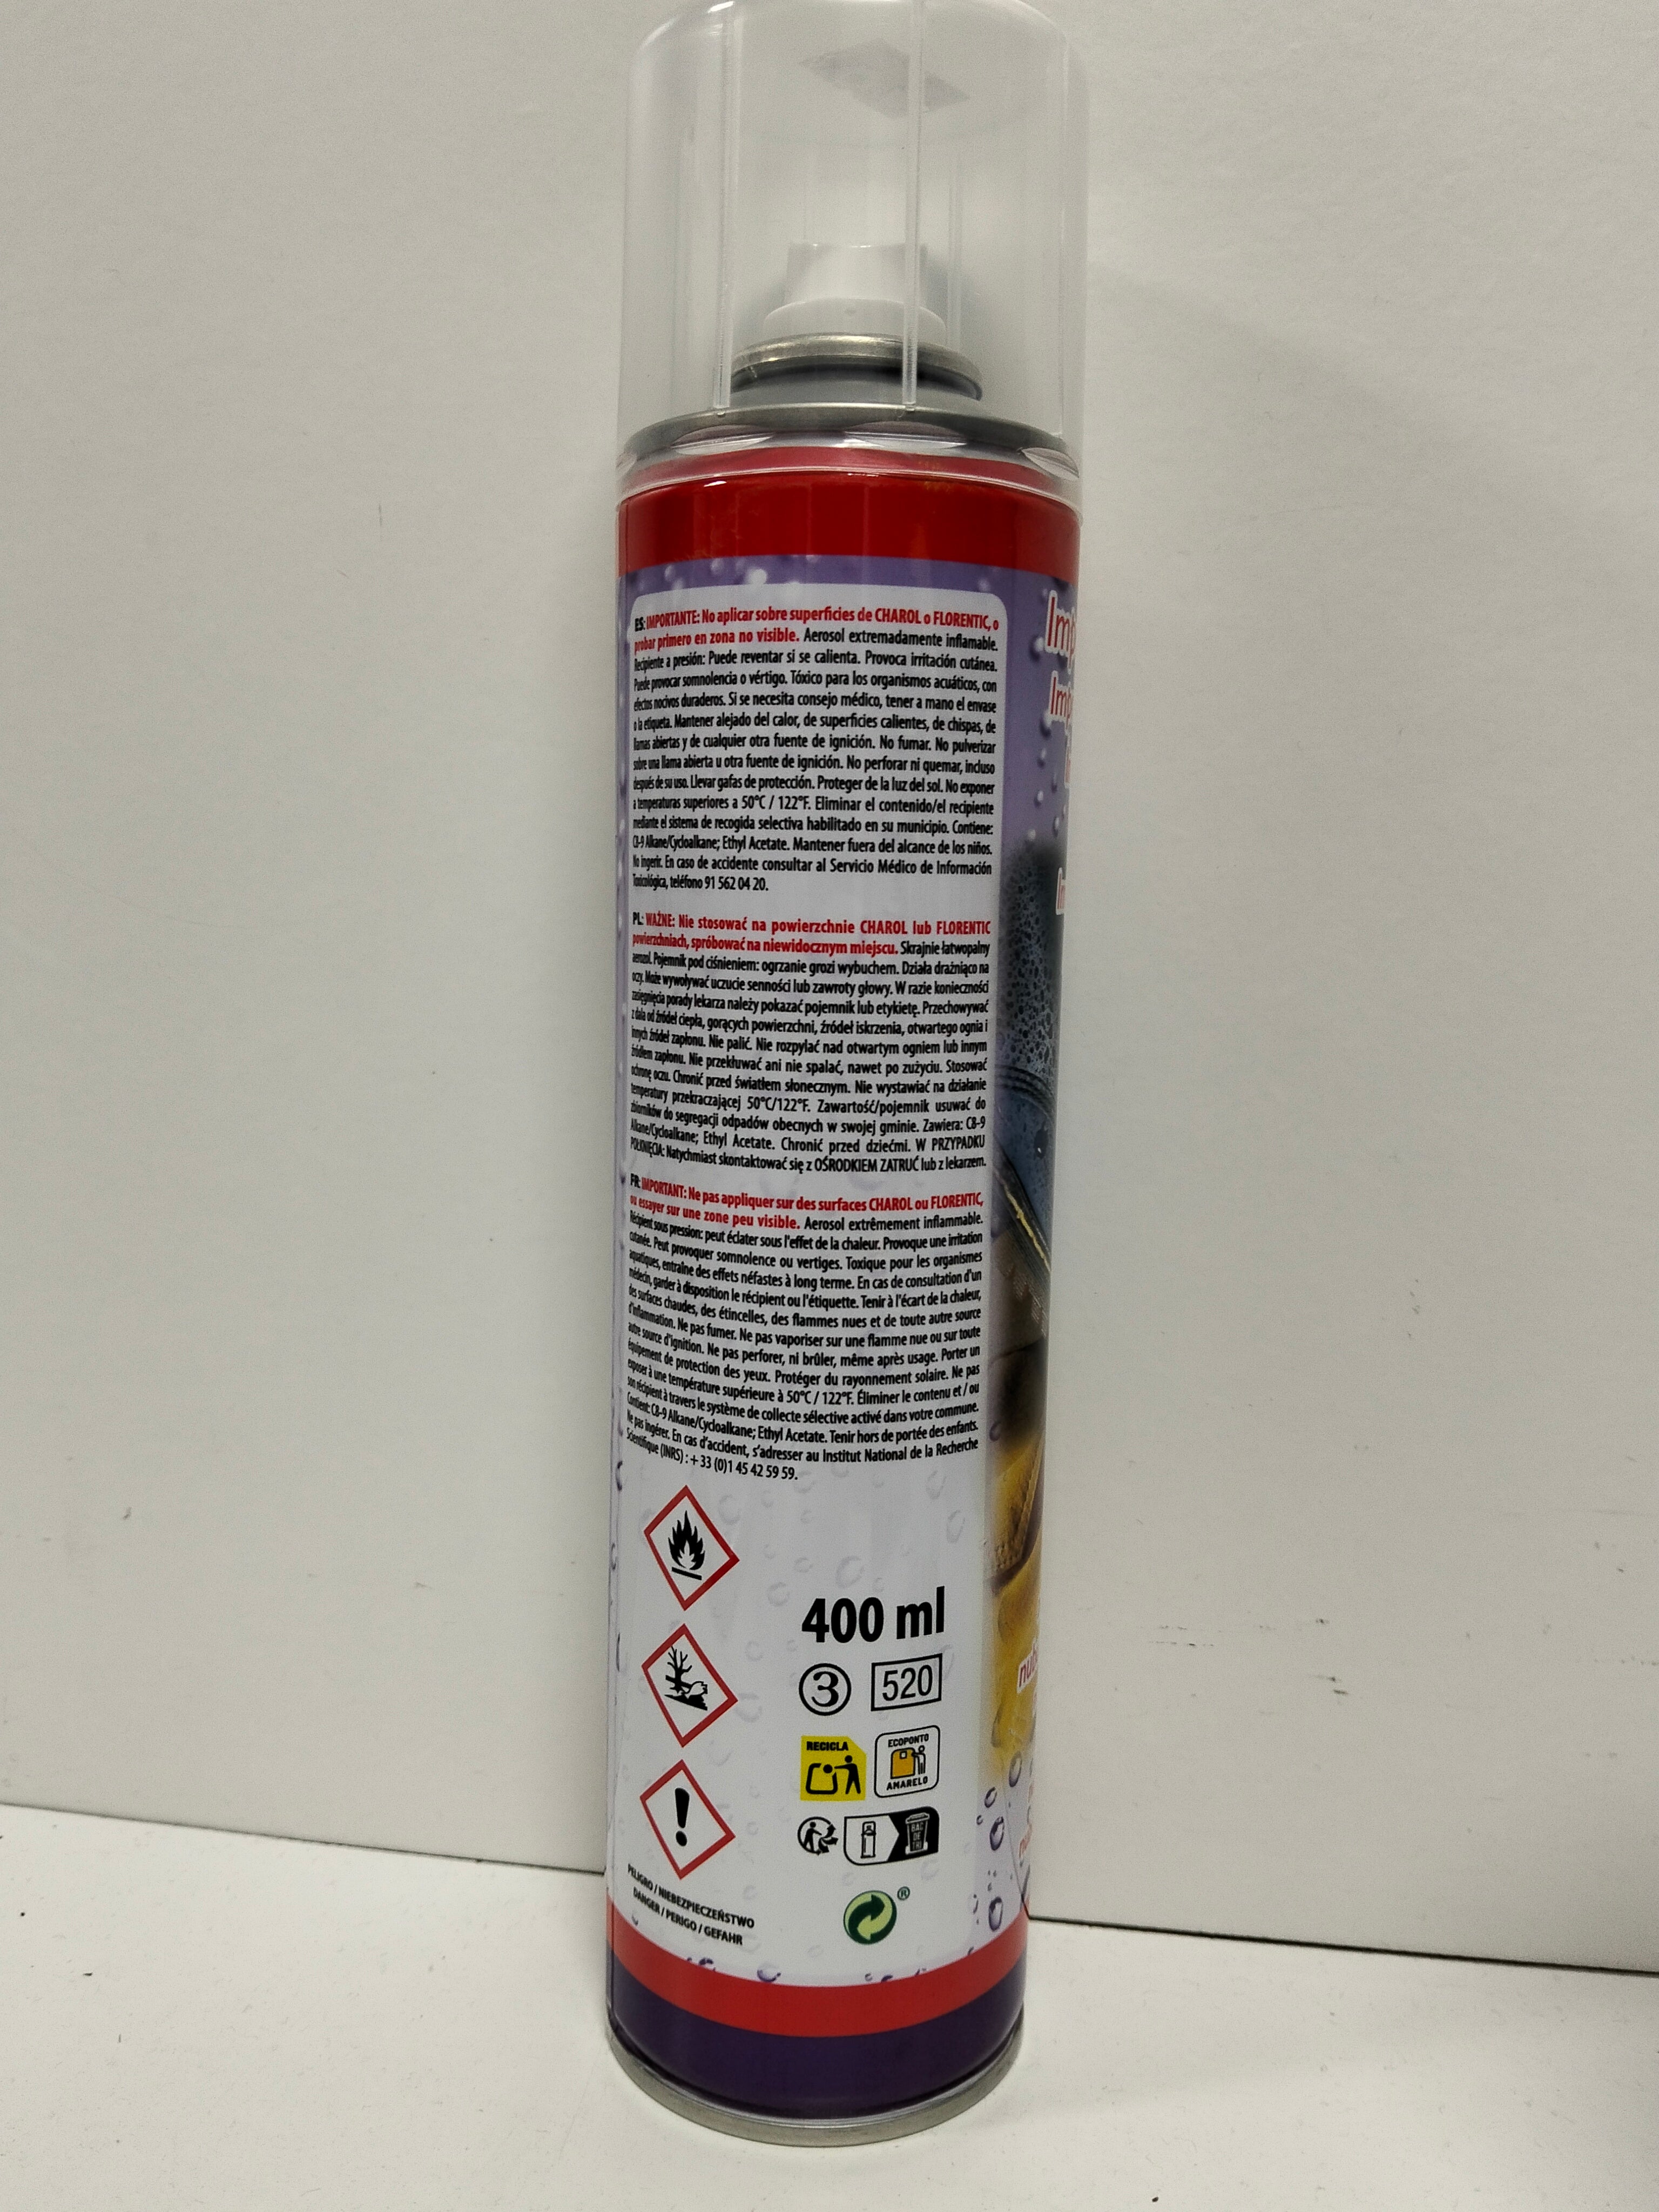 ES: IMPORTANTE: No aplicar sobre superficies de CHAROL o FLORENTIC, o
probar primero en zona no visible. Aerosol extremadamente inflamable.
Recipiente a presión: Puede reventar si se calienta. Provoca irritación cutánea.
Puede provocar somnolencia o vértigo. Tóxico para los organismos acuáticos, con
efectos nocivos duraderos. Si se necesita consejo médico, tener a mano el envase
o la etiqueta. Mantener alejado del calor, de superficies calientes, de chispas, de
llamas abiertas y de cualquier otra fuente de ignición. No fumar. No pulverizar
sobre una llama abierta u otra fuente de ignición. No perforar ni quemar, incluso
después de su uso. Llevar gafas de protección. Proteger de la luz del sol. No exponer
a temperaturas superiores a 50°C / 122°F. Eliminar el contenido/el recipiente
mediante el sistema de recogida selectiva habilitado en su municipio. Contiene:
C8-9 Alkane/Cycloalkane; Ethyl Acetate. Mantener fuera del alcance de los niños.
No ingerir. En caso de accidente consultar al Servicio Médico de Información
Toxicológica, teléfono 91 562 04 20.
PL: WAŻNE: Nie stosować na powierzchnie CHAROL lub FLORENTIC
powierzchniach, spróbować na niewidocznym miejscu. Skrajnie łatwopalny
aerozol. Pojemnik pod ciśnieniem: ogrzanie grozi wybuchem. Działa drażniąco na
oczy. Może wywoływać uczucie senności lub zawroty głowy. W razie konieczności
zasięgnięcia porady lekarza należy pokazać pojemnik lub etykietę. Przechowywać
z dala od źródeł ciepła, gorących powierzchni, źródeł iskrzenia, otwartego ognia i
innych źródeł zapłonu. Nie palić. Nie rozpylać nad otwartym ogniem lub innym
źródłem zapłonu. Nie przekłuwać ani nie spalać, nawet po zużyciu. Stosować
ochronę oczu. Chronić przed światłem słonecznym. Nie wystawiać na działanie
temperatury przekraczającej 50°C/122°F. Zawartość/pojemnik usuwać do
zbiorników do segregacji odpadów obecnych w swojej gminie. Zawiera: C8-9
Alkane/Cycloalkane; Ethyl Acetate. Chronić przed dziećmi. W PRZYPADKU
POŁKNIĘCIA: Natychmiast skontaktować się z OŚRODKIEM ZATRUĆ lub z lekarzem.
FR: IMPORTANT: Ne pas appliquer sur des surfaces CHAROL ou FLORENTIC,
ou essayer sur une zone peu visible. Aerosol extrêmement inflammable.
Récipient sous pression: peut éclater sous l'effet de la chaleur. Provoque une irritation
cutanée. Peut provoquer somnolence ou vertiges. Toxique pour les organismes
aquatiques, entraîne des effets néfastes à long terme. En cas de consultation d'un
médecin, garder à disposition le récipient ou l'étiquette. Tenir à l'écart de la chaleur,
des surfaces chaudes, des étincelles, des flammes nues et de toute autre source
d'inflammation. Ne pas fumer. Ne pas vaporiser sur une flamme nue ou sur toute
autre source d'ignition. Ne pas perforer, ni brûler, même après usage. Porter un
équipement de protection des yeux. Protéger du rayonnement solaire. Ne pas
exposer à une température supérieure à 50°C / 122°F. Éliminer le contenu et / ou
son récipient à travers le système de collecte sélective activé dans votre commune.
Contient: C8-9 Alkane/Cycloalkane; Ethyl Acetate. Tenir hors de portée des enfants.
Ne pas ingérer. En cas d'accident, s'adresser au Institut National de la Recherche
Scientifique (INRS) : + 33 (0)1 45 42 59 59.
400 ml
3 520
RECICLA
ECOPONTO
AMARELO
BAC
DE
TRI
PELIGRO / NIEBEZPIECZEŃSTWO
DANGER / PERIGO / GEFAHR
®